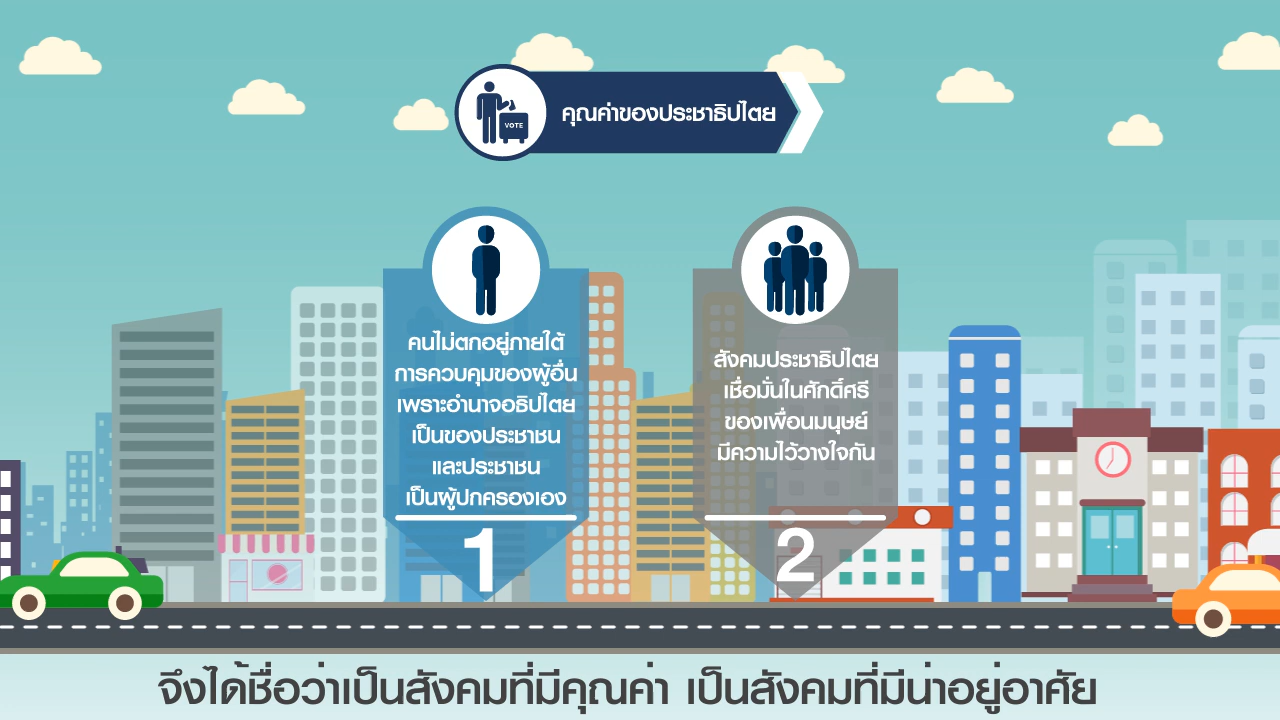 VOTE
คุณค่าของประชาธิปไตย
คนไม่ตกอยู่ภายใต้
การควบคุมของผู้อื่น
เพราะอำนาจอธิปไตย
เป็นของประชาชน
และประชาชน
เป็นผู้ปกครองเอง
1
สังคมประชาธิปไตย
เชื่อมั่นในศักดิ์ศรี
ของเพื่อนมนุษย์
มีความไว้วางใจกัน
2
จึงได้ชื่อว่าเป็นสังคมที่มีคุณค่า เป็นสังคมที่มีน่าอยู่อาศัย